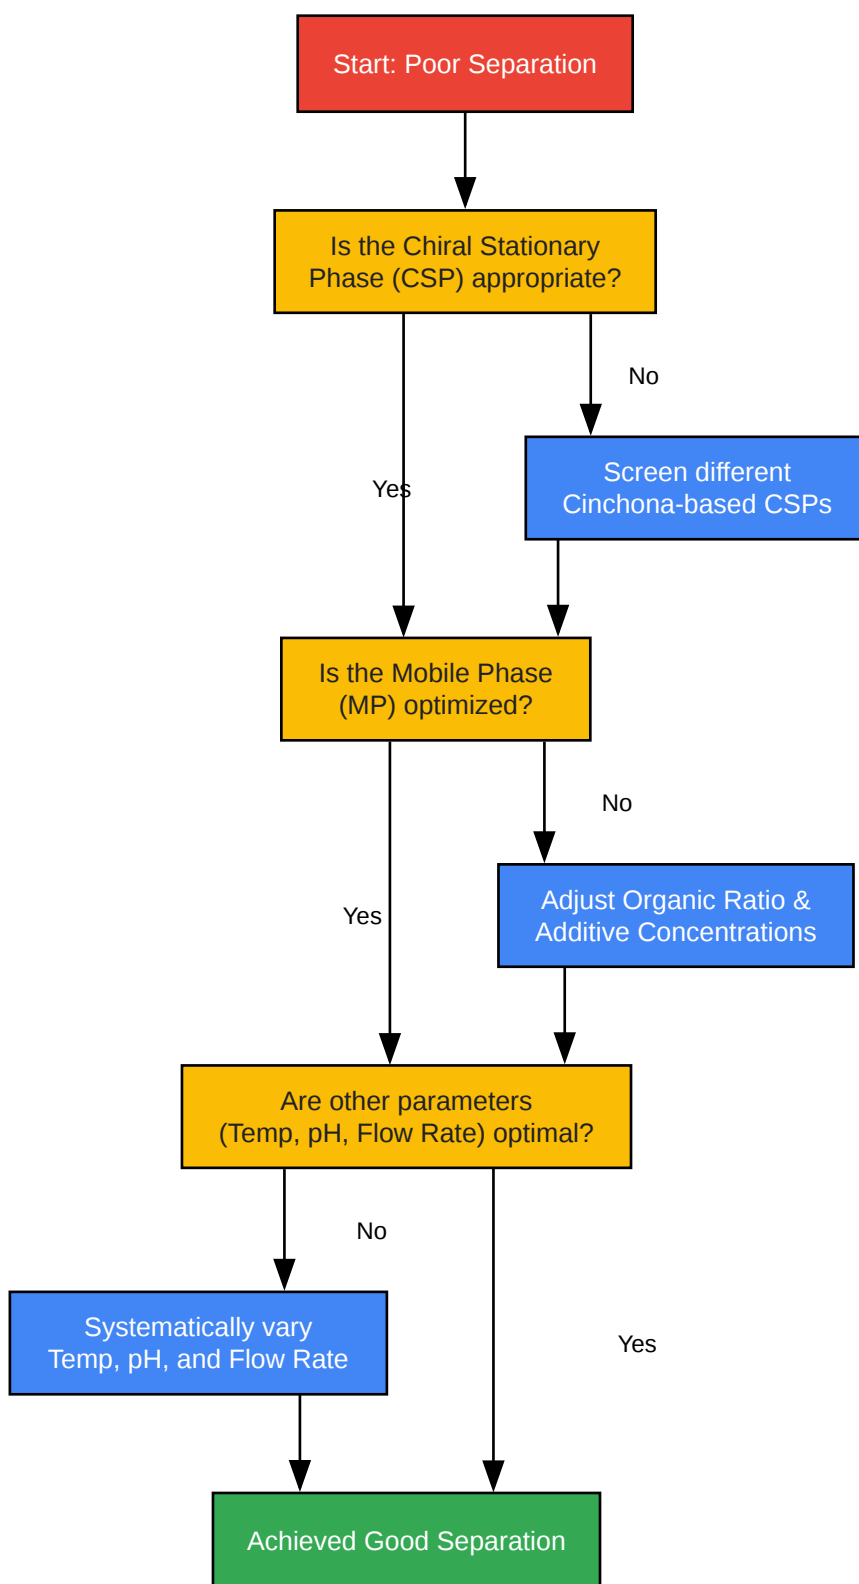 Start: Poor Separation
Is the Chiral Stationary
Phase (CSP) appropriate?
No
Screen different
Cinchona-based CSPs
Yes
Is the Mobile Phase
(MP) optimized?
No
Adjust Organic Ratio &
Additive Concentrations
Yes
Are other parameters
(Temp, pH, Flow Rate) optimal?
No
Systematically vary
Temp, pH, and Flow Rate
Yes
Achieved Good Separation